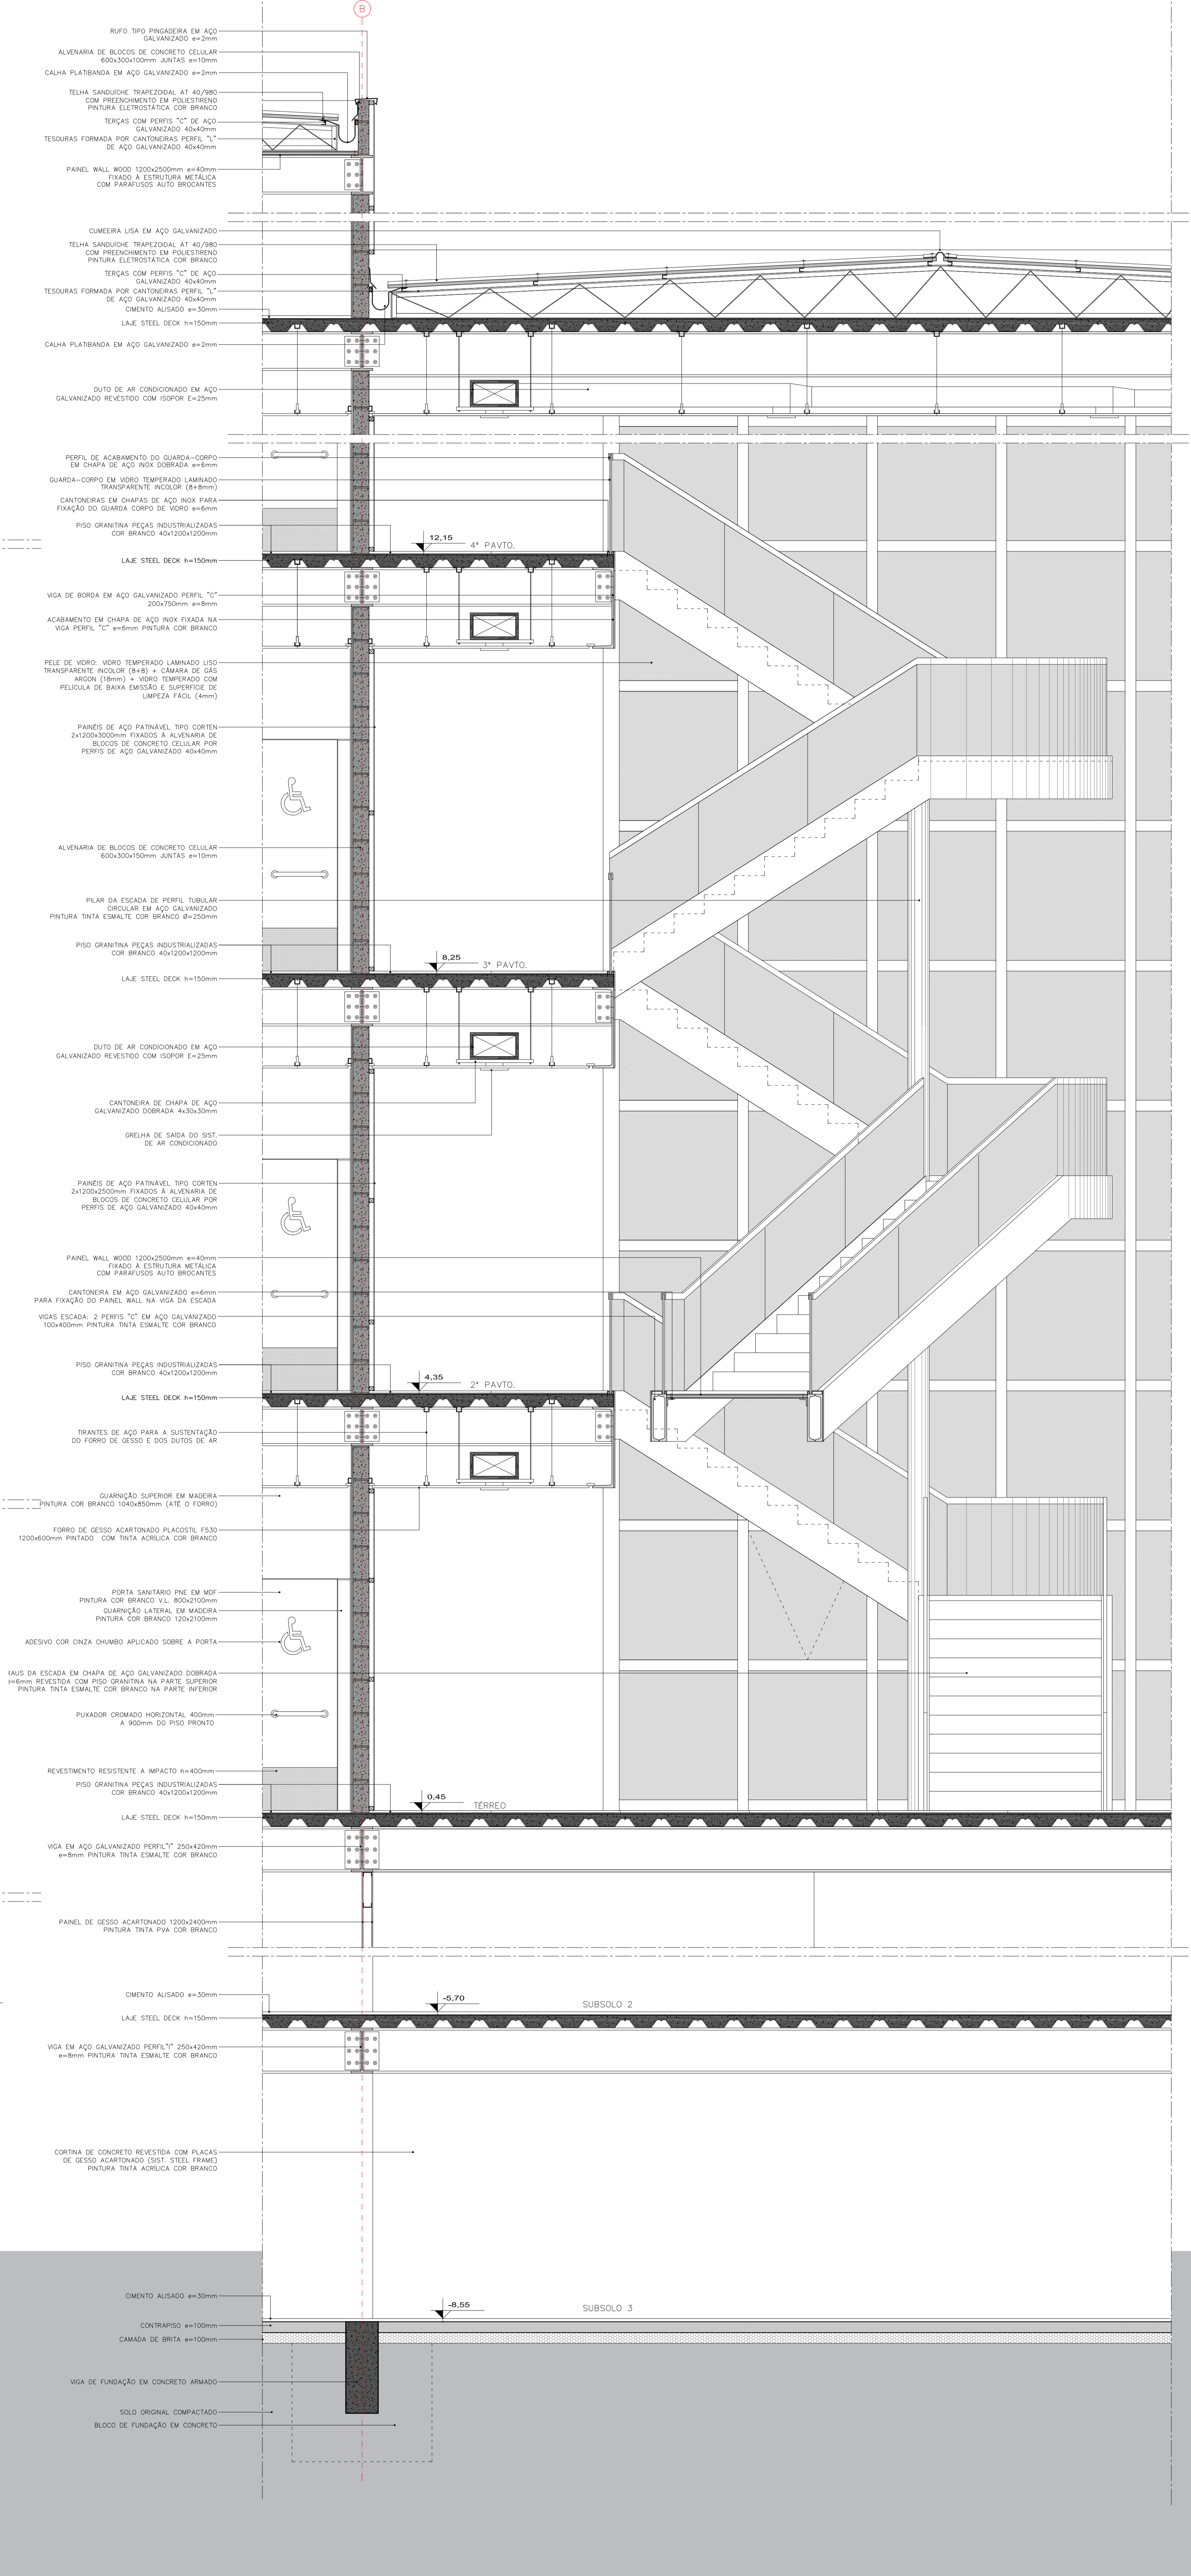 B
RUFO TIPO PINGADEIRA EM AÇO
GALVANIZADO e=2mm
ALVENARIA DE BLOCOS DE CONCRETO CELULAR
600x300x100mm JUNTAS e=10mm
CALHA PLATIBANDA EM AÇO GALVANIZADO e=2mm
TELHA SANDUÍCHE TRAPEZOIDAL AT 40/980
COM PREENCHIMENTO EM POLIESTIRENO
PINTURA ELETROSTÁTICA COR BRANCO
TERÇAS COM PERFIS "C" DE AÇO
GALVANIZADO 40x40mm
TESOURAS FORMADA POR CANTONEIRAS PERFIL "L"
DE AÇO GALVANIZADO 40x40mm
PAINEL WALL WOOD 1200x2500mm e=40mm
FIXADO À ESTRUTURA METÁLICA
COM PARAFUSOS AUTO BROCANTES
CUMEEIRA LISA EM AÇO GALVANIZADO
TELHA SANDUÍCHE TRAPEZOIDAL AT 40/980
COM PREENCHIMENTO EM POLIESTIRENO
PINTURA ELETROSTÁTICA COR BRANCO
TERÇAS COM PERFIS "C" DE AÇO
GALVANIZADO 40x40mm
TESOURAS FORMADA POR CANTONEIRAS PERFIL "L"
DE AÇO GALVANIZADO 40x40mm
CIMENTO ALISADO e=30mm
LAJE STEEL DECK h=150mm
CALHA PLATIBANDA EM AÇO GALVANIZADO e=2mm
DUTO DE AR CONDICIONADO EM AÇO
GALVANIZADO REVESTIDO COM ISOPOR E=25mm
PERFIL DE ACABAMENTO DO GUARDA-CORPO
EM CHAPA DE AÇO INOX DOBRADA e=6mm
GUARDA-CORPO EM VIDRO TEMPERADO LAMINADO
TRANSPARENTE INCOLOR (8+8mm)
CANTONEIRAS EM CHAPAS DE AÇO INOX PARA
FIXAÇÃO DO GUARDA CORPO DE VIDRO e=6mm
PISO GRANITINA PEÇAS INDUSTRIALIZADAS
COR BRANCO 40x1200x1200mm
12,15
4° PAVTO.
LAJE STEEL DECK h=150mm
VIGA DE BORDA EM AÇO GALVANIZADO PERFIL "C"
200x750mm e=8mm
ACABAMENTO EM CHAPA DE AÇO INOX FIXADA NA
VIGA PERFIL "C" e=6mm PINTURA COR BRANCO
PELE DE VIDRO: VIDRO TEMPERADO LAMINADO LISO
TRANSPARENTE INCOLOR (8+8) + CÂMARA DE GÁS
ARGON (18mm) + VIDRO TEMPERADO COM
PELÍCULA DE BAIXA EMISSÃO E SUPERFÍCIE DE
LIMPEZA FÁCIL (4mm)
PAINÉIS DE AÇO PATINÁVEL TIPO CORTEN
2x1200x3000mm FIXADOS À ALVENARIA DE
BLOCOS DE CONCRETO CELULAR POR
PERFIS DE AÇO GALVANIZADO 40x40mm
ALVENARIA DE BLOCOS DE CONCRETO CELULAR
600x300x150mm JUNTAS e=10mm
PILAR DA ESCADA DE PERFIL TUBULAR
CIRCULAR EM AÇO GALVANIZADO
PINTURA TINTA ESMALTE COR BRANCO Ø=250mm
PISO GRANITINA PEÇAS INDUSTRIALIZADAS
COR BRANCO 40x1200x1200mm
8,25
3° PAVTO.
LAJE STEEL DECK h=150mm
DUTO DE AR CONDICIONADO EM AÇO
GALVANIZADO REVESTIDO COM ISOPOR E=25mm
CANTONEIRA DE CHAPA DE AÇO
GALVANIZADO DOBRADA 4x30x30mm
GRELHA DE SAÍDA DO SIST.
DE AR CONDICIONADO
PAINÉIS DE AÇO PATINÁVEL TIPO CORTEN
2x1200x2500mm FIXADOS À ALVENARIA DE
BLOCOS DE CONCRETO CELULAR POR
PERFIS DE AÇO GALVANIZADO 40x40mm
PAINEL WALL WOOD 1200x2500mm e=40mm
FIXADO À ESTRUTURA METÁLICA
COM PARAFUSOS AUTO BROCANTES
CANTONEIRA EM AÇO GALVANIZADO e=6mm
PARA FIXAÇÃO DO PAINEL WALL NA VIGA DA ESCADA
VIGAS ESCADA: 2 PERFIS "C" EM AÇO GALVANIZADO
100x400mm PINTURA TINTA ESMALTE COR BRANCO
PISO GRANITINA PEÇAS INDUSTRIALIZADAS
COR BRANCO 40x1200x1200mm
4,35
2° PAVTO.
LAJE STEEL DECK h=150mm
TIRANTES DE AÇO PARA A SUSTENTAÇÃO
DO FORRO DE GESSO E DOS DUTOS DE AR
GUARNIÇÃO SUPERIOR EM MADEIRA
PINTURA COR BRANCO 1040x850mm (ATÉ O FORRO)
FORRO DE GESSO ACARTONADO PLACOSTIL F530
1200x600mm PINTADO COM TINTA ACRÍLICA COR BRANCO
PORTA SANITÁRIO PNE EM MDF
PINTURA COR BRANCO V.L. 800x2100mm
GUARNIÇÃO LATERAL EM MADEIRA
PINTURA COR BRANCO 120x2100mm
ADESIVO COR CINZA CHUMBO APLICADO SOBRE A PORTA
RAUS DA ESCADA EM CHAPA DE AÇO GALVANIZADO DOBRADA
e=6mm REVESTIDA COM PISO GRANITINA NA PARTE SUPERIOR
PINTURA TINTA ESMALTE COR BRANCO NA PARTE INFERIOR
PUXADOR CROMADO HORIZONTAL 400mm
A 900mm DO PISO PRONTO
REVESTIMENTO RESISTENTE A IMPACTO h=400mm
PISO GRANITINA PEÇAS INDUSTRIALIZADAS
COR BRANCO 40x1200x1200mm
0,45
TÉRREO
LAJE STEEL DECK h=150mm
VIGA EM AÇO GALVANIZADO PERFIL"I" 250x420mm
e=8mm PINTURA TINTA ESMALTE COR BRANCO
PAINEL DE GESSO ACARTONADO 1200x2400mm
PINTURA TINTA PVA COR BRANCO
CIMENTO ALISADO e=30mm
-5,70
SUBSOLO 2
LAJE STEEL DECK h=150mm
VIGA EM AÇO GALVANIZADO PERFIL"I" 250x420mm
e=8mm PINTURA TINTA ESMALTE COR BRANCO
CORTINA DE CONCRETO REVESTIDA COM PLACAS
DE GESSO ACARTONADO (SIST. STEEL FRAME)
PINTURA TINTA ACRÍLICA COR BRANCO
CIMENTO ALISADO e=30mm
-8,55
SUBSOLO 3
CONTRAPISO e=100mm
CAMADA DE BRITA e=100mm
VIGA DE FUNDAÇÃO EM CONCRETO ARMADO
SOLO ORIGINAL COMPACTADO
BLOCO DE FUNDAÇÃO EM CONCRETO